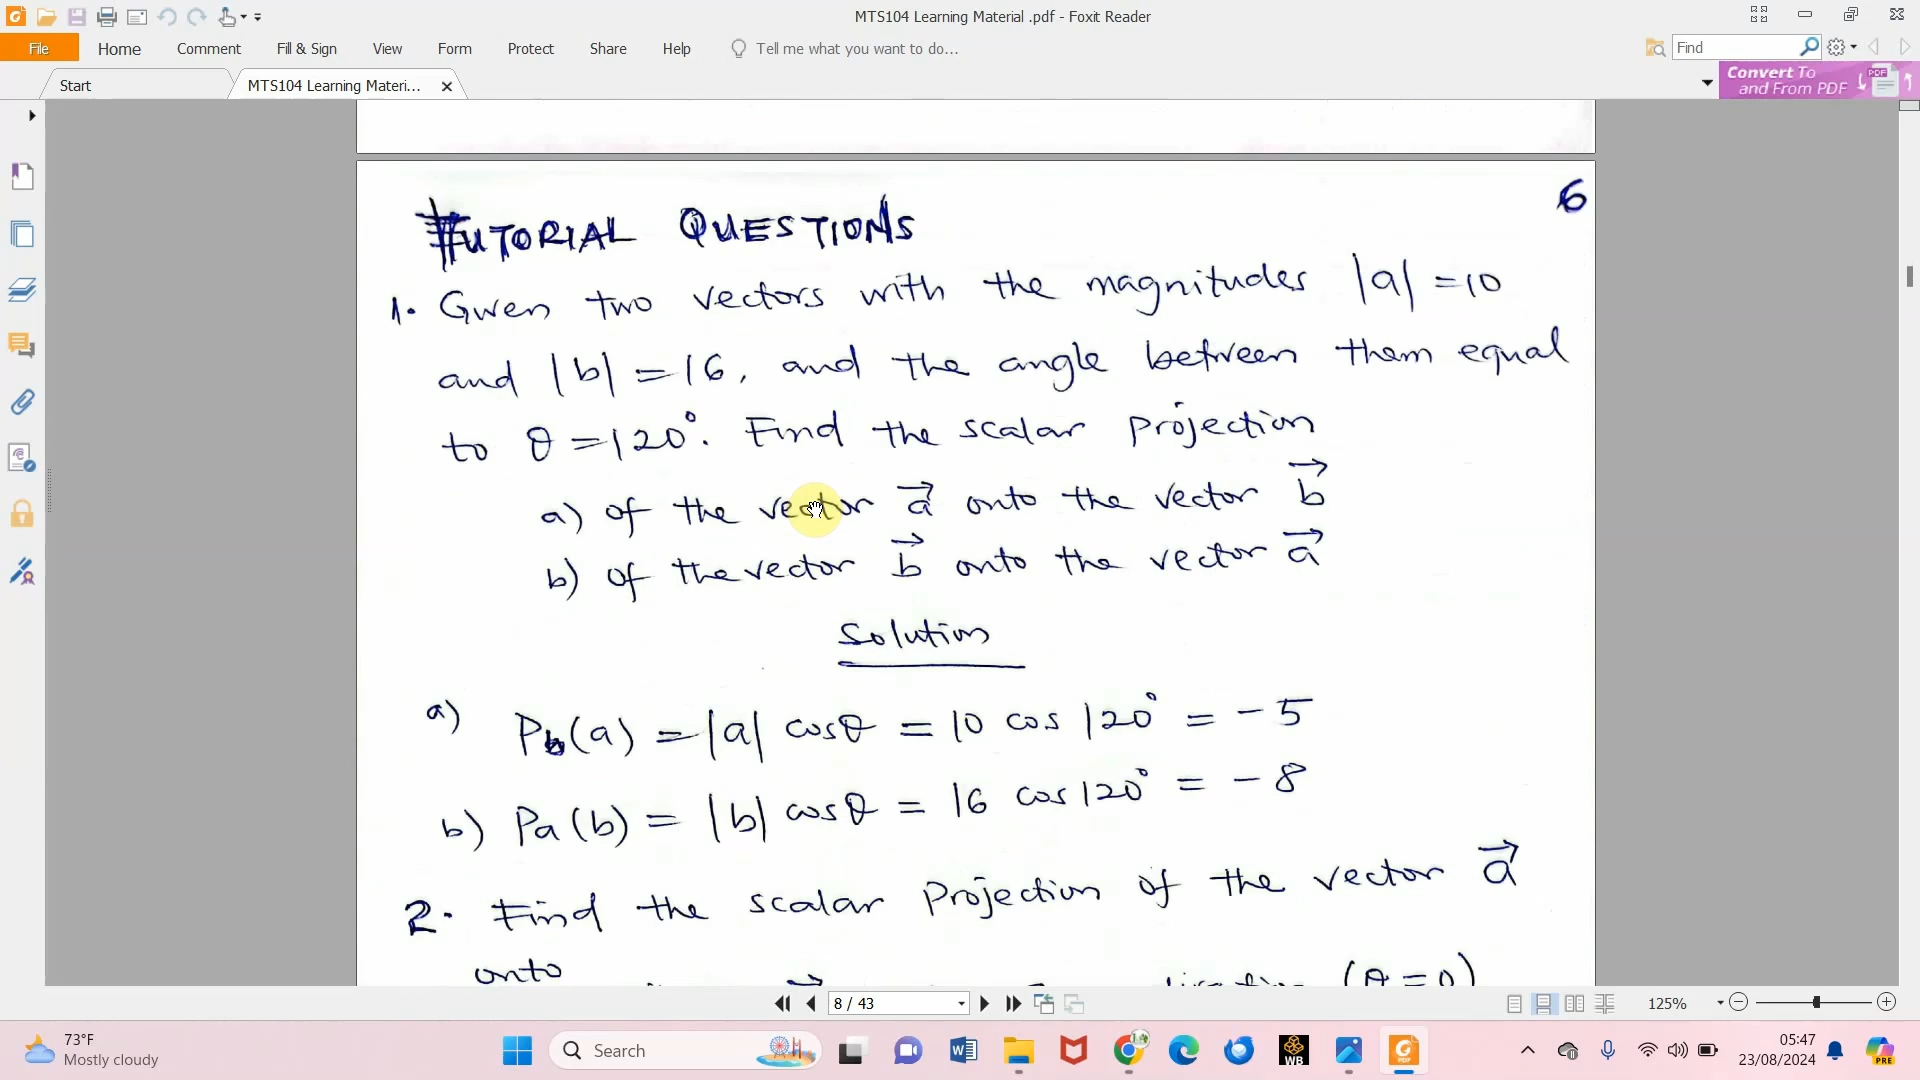 MTS104 Learning Material .pdf - Foxit Reader
File Home Comment Fill & Sign View Form Protect Share Help Tell me what you want to do... Find
Start MTS104 Learning Materi... Convert To and From PDF
6
TUTORIAL QUESTIONS
1. Given two vectors with the magnitudes |a| = 10
and |b| = 16, and the angle between them equal
to θ = 120°. Find the scalar projection
a) of the vector a⃗ onto the vector b⃗
b) of the vector b⃗ onto the vector a⃗
Solution
a) Pb(a) = |a| cosθ = 10 cos 120° = -5
b) Pa(b) = |b| cosθ = 16 cos 120° = -8
2. Find the scalar projection of the vector a⃗
onto
(θ = 0)
8 / 43 125%
73°F
Mostly cloudy
Search
WB
PDF
PRE
05:47
23/08/2024